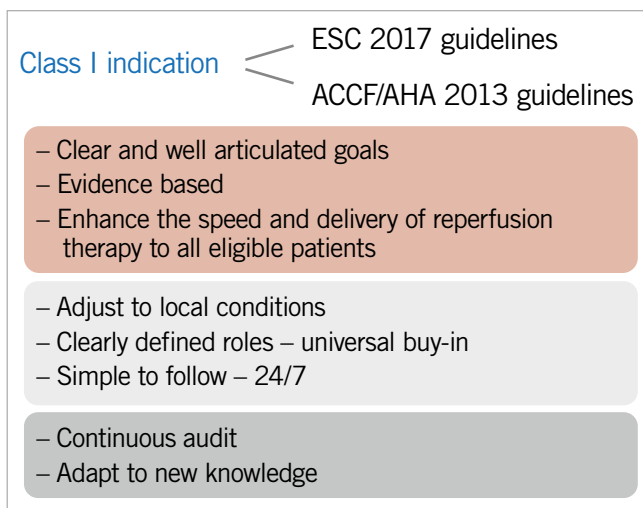 ESC 2017 guidelines
Class I indication
ACCF/AHA 2013 guidelines
– Clear and well articulated goals
– Evidence based
– Enhance the speed and delivery of reperfusion
therapy to all eligible patients
– Adjust to local conditions
– Clearly defined roles – universal buy-in
– Simple to follow – 24/7
– Continuous audit
– Adapt to new knowledge